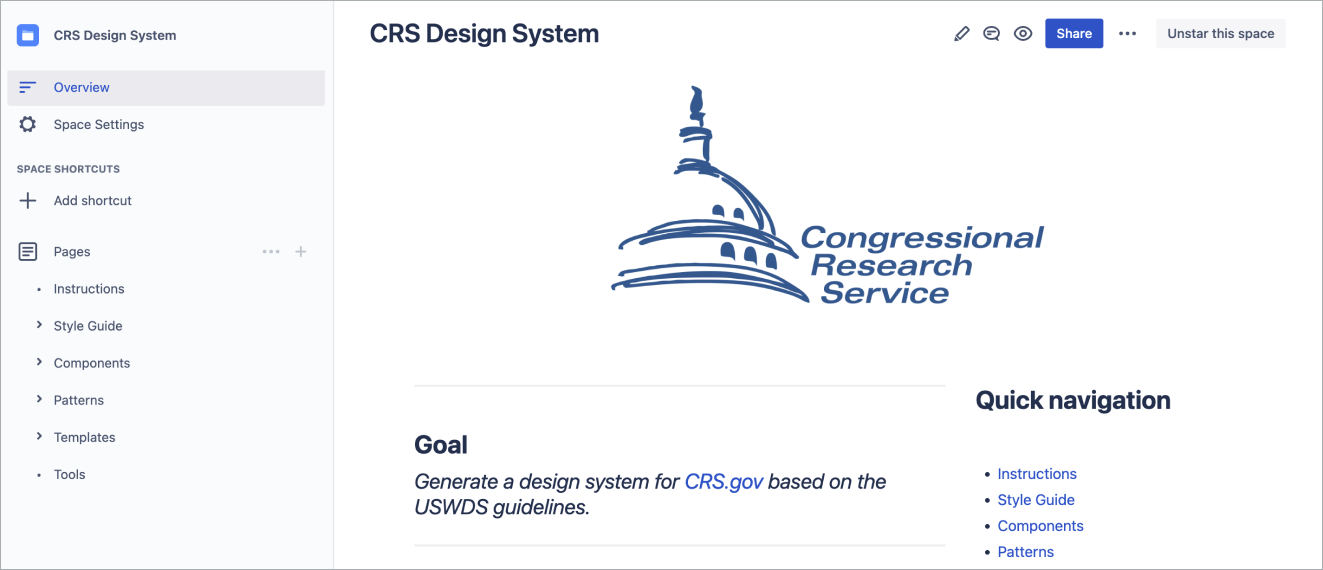 CRS Design System
Overview
Space Settings
SPACE SHORTCUTS
Add shortcut
Pages
Instructions
Style Guide
Components
Patterns
Templates
Tools
CRS Design System
Share
Unstar this space
Congressional
Research
Service
Goal
Generate a design system for CRS.gov based on the
USWDS guidelines.
Quick navigation
Instructions
Style Guide
Components
Patterns